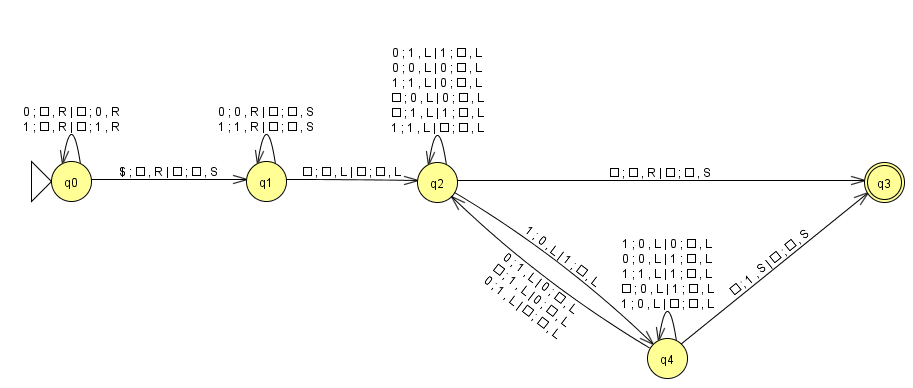 0 ; 1 , L | 1 ; □ , L
0 ; 0 , L | 0 ; □ , L
1 ; 1 , L | 0 ; □ , L
□ ; 0 , L | 0 ; □ , L
□ ; 1 , L | 1 ; □ , L
1 ; 1 , L | □ ; □ , L
0 ; □ , R | □ ; 0 , R
1 ; □ , R | □ ; 1 , R
0 ; 0 , R | □ ; □ , S
1 ; 1 , R | □ ; □ , S
$ ; □ , R | □ ; □ , S
□ ; □ , L | □ ; □ , L
□ ; □ , R | □ ; □ , S
q0
q1
q2
q3
1 ; 0 , L | 1 ; □ , L
0 ; 1 , L | 0 ; □ , L
□ ; 1 , L | 0 ; □ , L
0 ; 1 , L | □ ; □ , L
1 ; 0 , L | 0 ; □ , L
0 ; 0 , L | 1 ; □ , L
1 ; 1 , L | 1 ; □ , L
□ ; 0 , L | 1 ; □ , L
1 ; 0 , L | □ ; □ , L
□ ; 1 , S | □ ; □ , S
q4